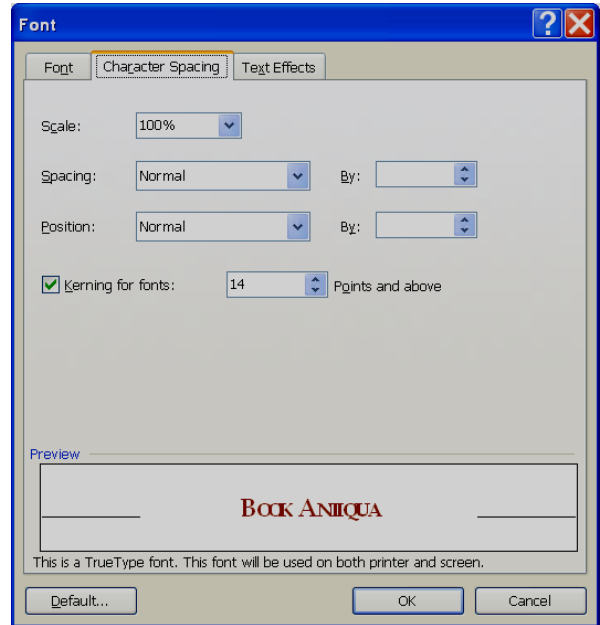 Font
Font Character Spacing Text Effects
Scale: 100%
Spacing: Normal By:
Position: Normal By:
Kerning for fonts: 14 Points and above
Preview
BOOK ANTIQUA
This is a TrueType font. This font will be used on both printer and screen.
Default... OK Cancel